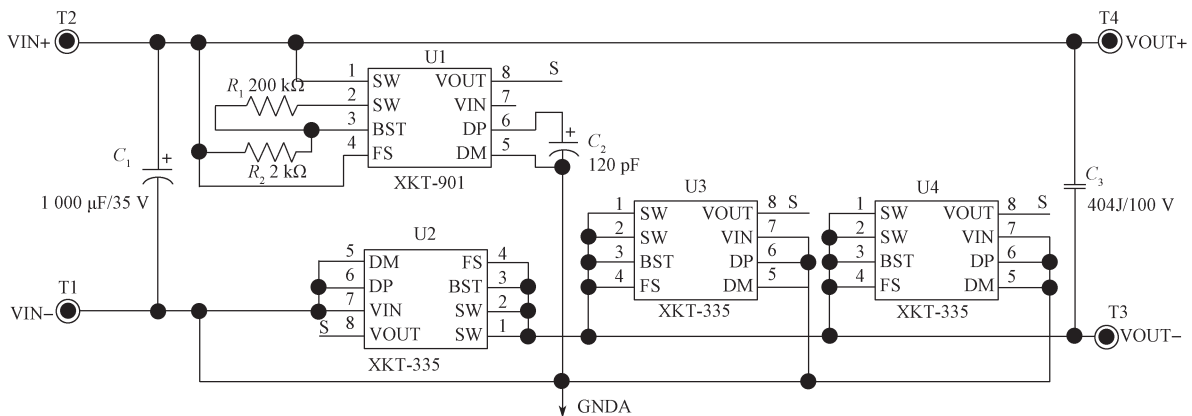 T2
VIN+
T4
VOUT+
U1
1 SW VOUT 8 S
2 SW VIN 7
3 BST DP 6
4 FS DM 5
XKT-901
R1 200 kΩ
R2 2 kΩ
C1
+
1 000 μF/35 V
+
C2
120 pF
C3
404J/100 V
U2
5 DM FS 4
6 DP BST 3
7 VIN SW 2
S 8 VOUT SW 1
XKT-335
U3
1 SW VOUT 8 S
2 SW VIN 7
3 BST DP 6
4 FS DM 5
XKT-335
U4
1 SW VOUT 8 S
2 SW VIN 7
3 BST DP 6
4 FS DM 5
XKT-335
T1
VIN−
T3
VOUT−
GNDA